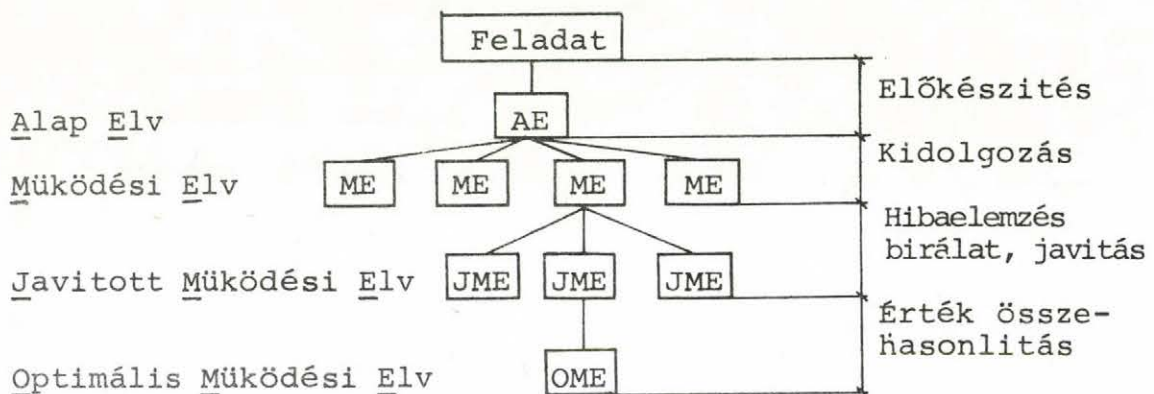 Feladat
Előkészítés
Alap Elv
AE
Kidolgozás
Müködési Elv
ME
ME
ME
ME
Hibaelemzés
birálat, javitás
Javitott Müködési Elv
JME
JME
JME
Érték össze-
hasonlitás
Optimális Müködési Elv
OME